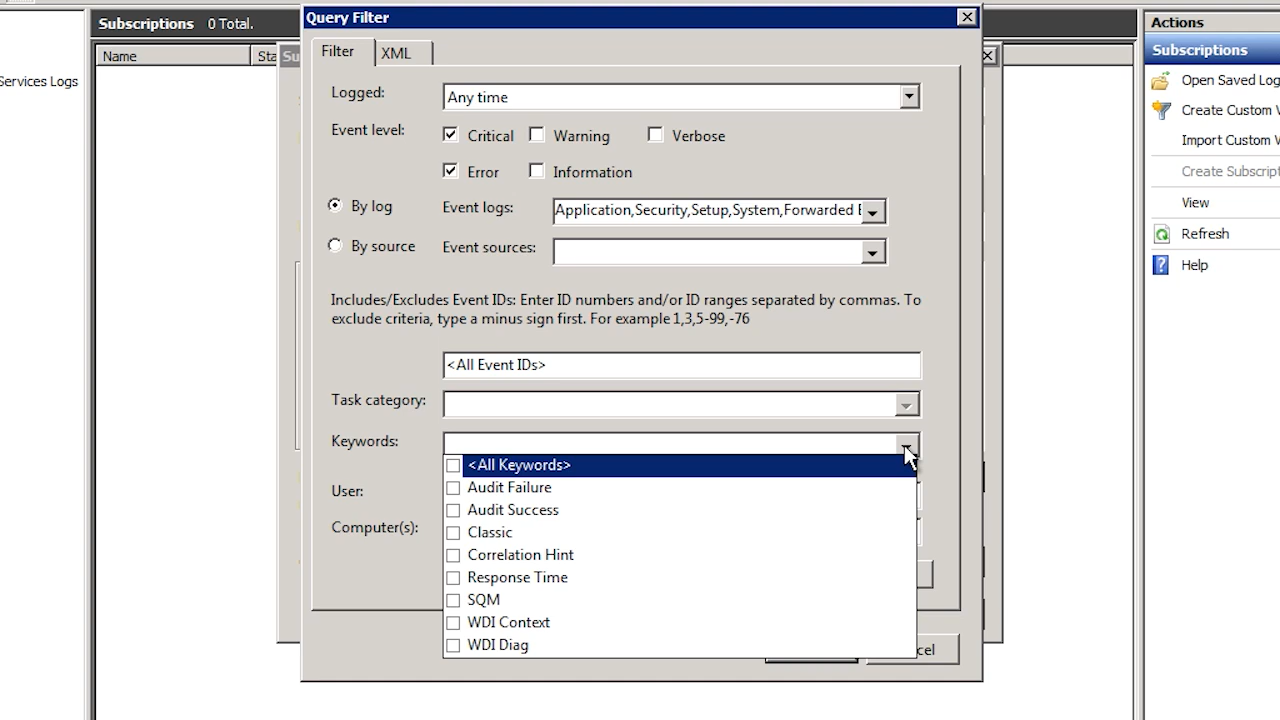 Subscriptions 0 Total.
Name
Sta
Services Logs
Su
Query Filter
Filter
XML
Logged:
Any time
Event level:
Critical
Warning
Verbose
Error
Information
By log
Event logs:
Application,Security,Setup,System,Forwarded E
By source
Event sources:
Includes/Excludes Event IDs: Enter ID numbers and/or ID ranges separated by commas. To
exclude criteria, type a minus sign first. For example 1,3,5-99,-76
<All Event IDs>
Task category:
Keywords:
<All Keywords>
Audit Failure
Audit Success
Classic
Correlation Hint
Response Time
SQM
WDI Context
WDI Diag
User:
Computer(s):
cel
Actions
Subscriptions
Open Saved Log
Create Custom V
Import Custom V
Create Subscript
View
Refresh
Help